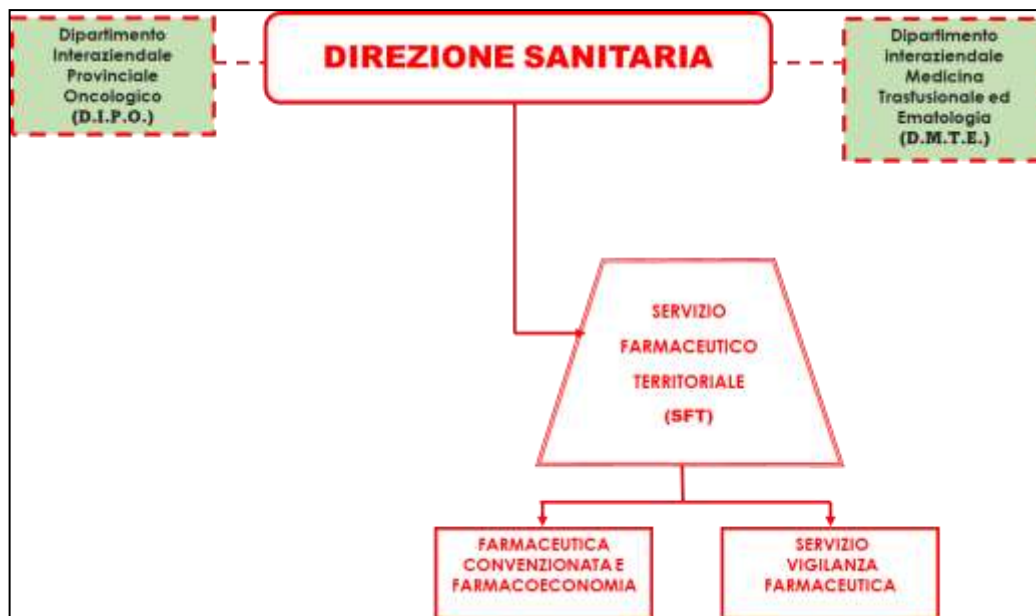 Dipartimento
Interaziendale
Provinciale
Oncologico
(D.I.P.O.)
DIREZIONE SANITARIA
Dipartimento
interaziendale
Medicina
Trasfusionale ed
Ematologia
(D.M.T.E.)
SERVIZIO
FARMACEUTICO
TERRITORIALE
(SFT)
FARMACEUTICA
CONVENZIONATA E
FARMACOECONOMIA
SERVIZIO
VIGILANZA
FARMACEUTICA